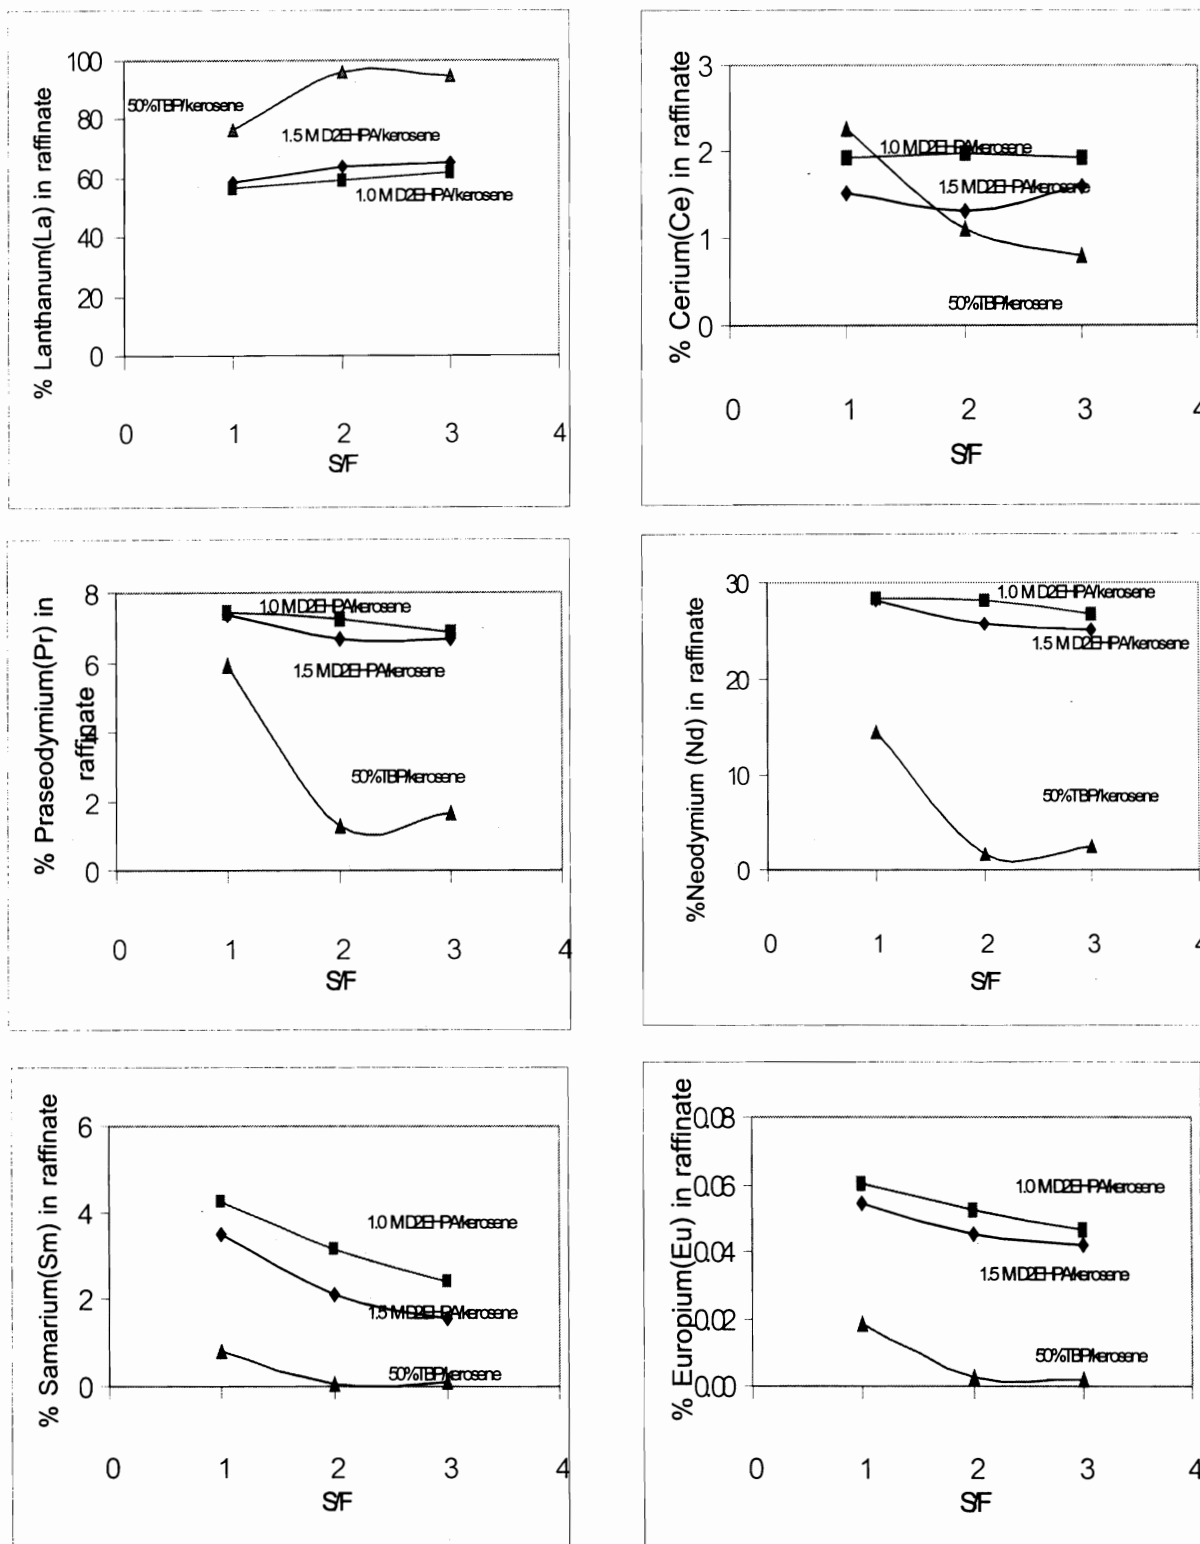 % Lanthanum(La) in raffinate
100
80
60
40
20
0
50%TBP/kerosene
1.5 M D2EHPA/kerosene
1.0 M D2EHPA/kerosene
0 1 2 3 4
S/F
% Cerium(Ce) in raffinate
3
2
1
0
1.0 M D2EHPA/kerosene
1.5 M D2EHPA/kerosene
50%TBP/kerosene
0 1 2 3 4
S/F
% Praseodymium(Pr) in
raffinate
8
6
4
2
0
1.0 M D2EHPA/kerosene
1.5 M D2EHPA/kerosene
50%TBP/kerosene
0 1 2 3 4
S/F
%Neodymium (Nd) in raffinate
30
20
10
0
1.0 M D2EHPA/kerosene
1.5 M D2EHPA/kerosene
50%TBP/kerosene
0 1 2 3 4
S/F
% Samarium(Sm) in raffinate
6
4
2
0
1.0 M D2EHPA/kerosene
1.5 M D2EHPA/kerosene
50%TBP/kerosene
0 1 2 3 4
S/F
% Europium(Eu) in raffinate
0.08
0.06
0.04
0.02
0.00
1.0 M D2EHPA/kerosene
1.5 M D2EHPA/kerosene
50%TBP/kerosene
0 1 2 3 4
S/F